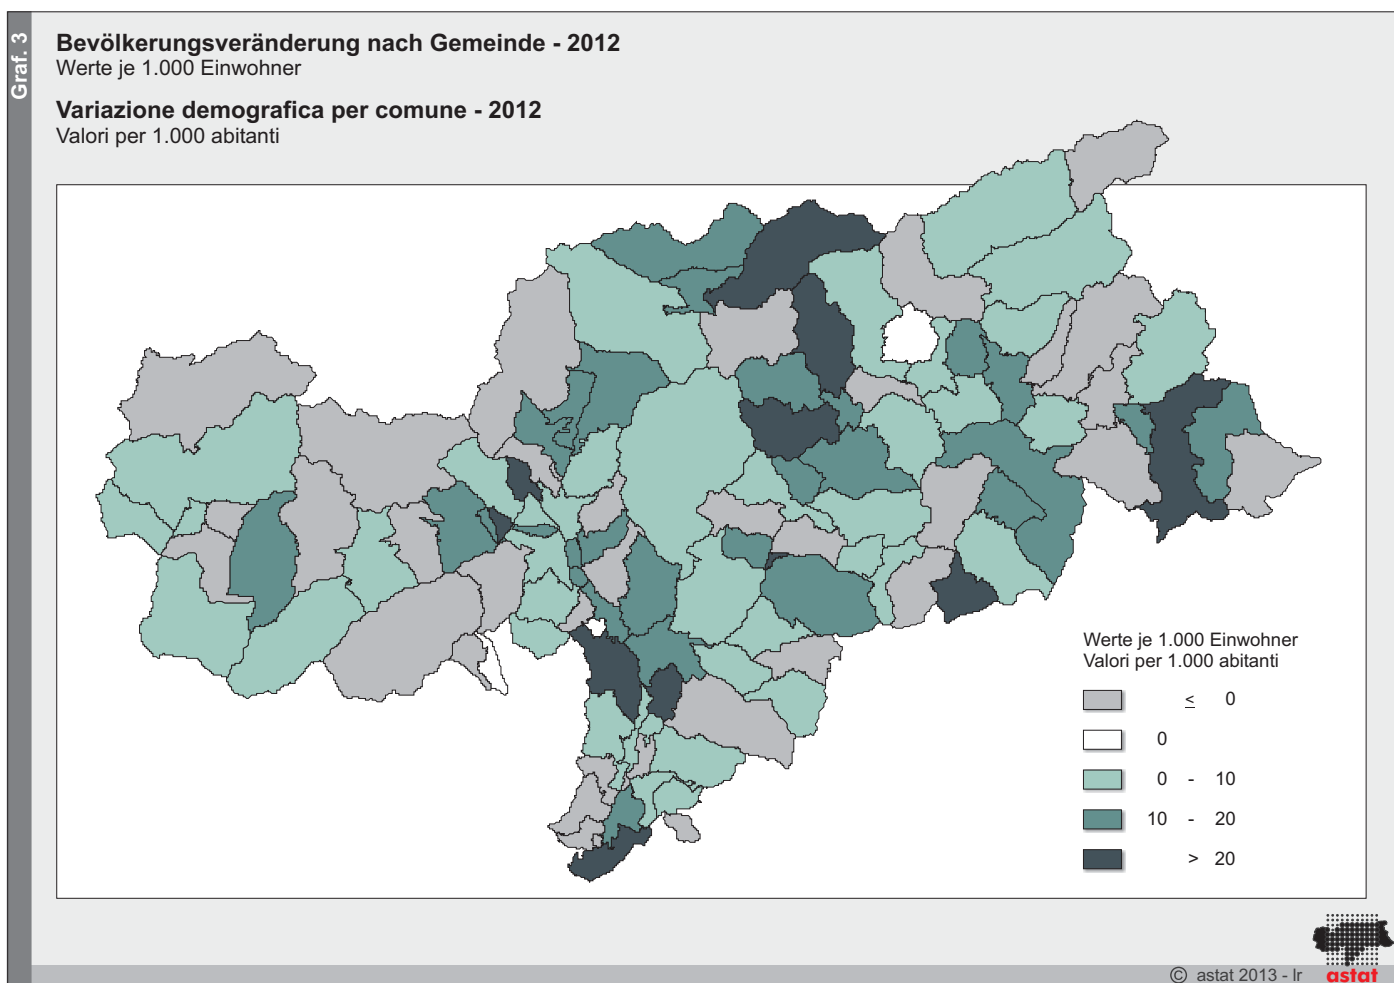 Graf. 3
Bevölkerungsveränderung nach Gemeinde - 2012
Werte je 1.000 Einwohner
Variazione demografica per comune - 2012
Valori per 1.000 abitanti
Werte je 1.000 Einwohner
Valori per 1.000 abitanti
≤ 0
0
0 - 10
10 - 20
> 20
© astat 2013 - lr
astat